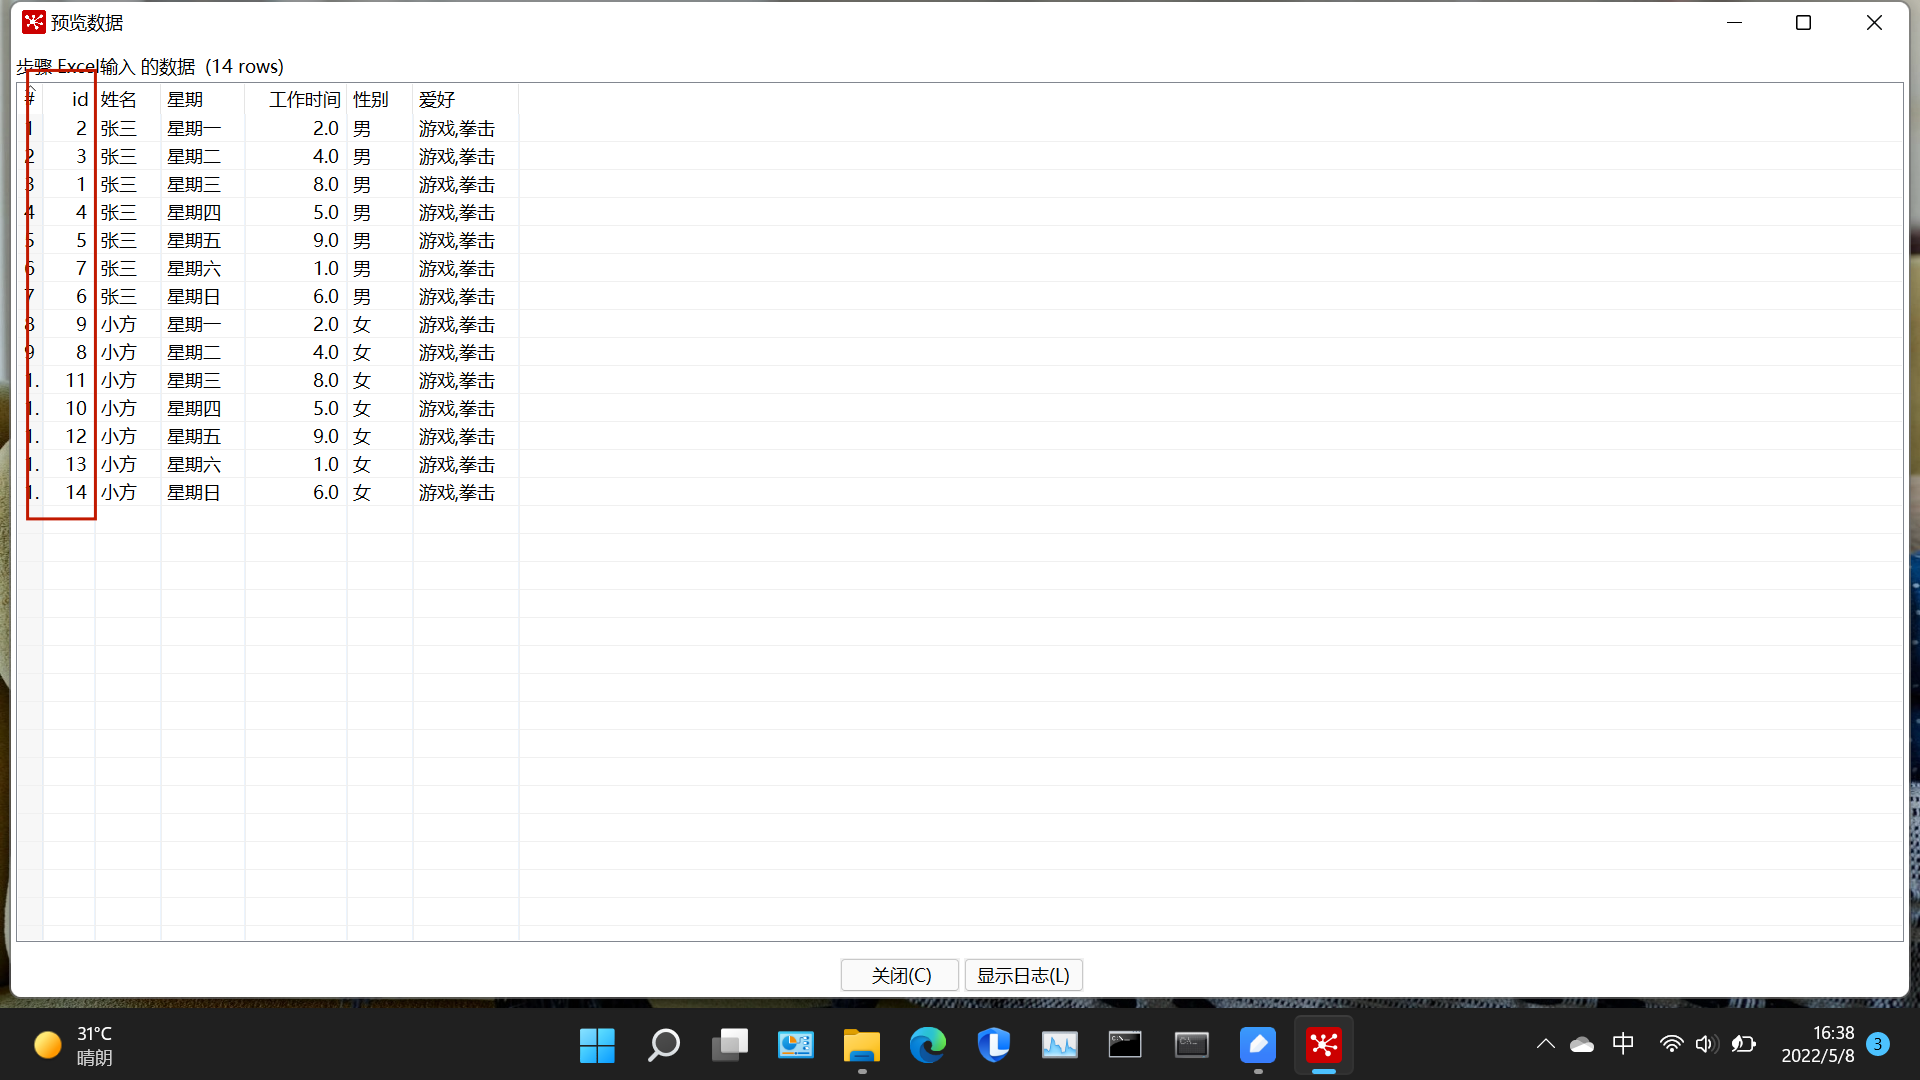 预览数据
步骤 Excel输入 的数据 (14 rows)
# id 姓名 星期 工作时间 性别 爱好
1 2 张三 星期一 2.0 男 游戏,拳击
2 3 张三 星期二 4.0 男 游戏,拳击
3 1 张三 星期三 8.0 男 游戏,拳击
4 4 张三 星期四 5.0 男 游戏,拳击
5 5 张三 星期五 9.0 男 游戏,拳击
6 7 张三 星期六 1.0 男 游戏,拳击
7 6 张三 星期日 6.0 男 游戏,拳击
8 9 小方 星期一 2.0 女 游戏,拳击
9 8 小方 星期二 4.0 女 游戏,拳击
1. 11 小方 星期三 8.0 女 游戏,拳击
1. 10 小方 星期四 5.0 女 游戏,拳击
1. 12 小方 星期五 9.0 女 游戏,拳击
1. 13 小方 星期六 1.0 女 游戏,拳击
1. 14 小方 星期日 6.0 女 游戏,拳击
关闭(C) 显示日志(L)
31°C
晴朗
中
16:38
2022/5/8
3